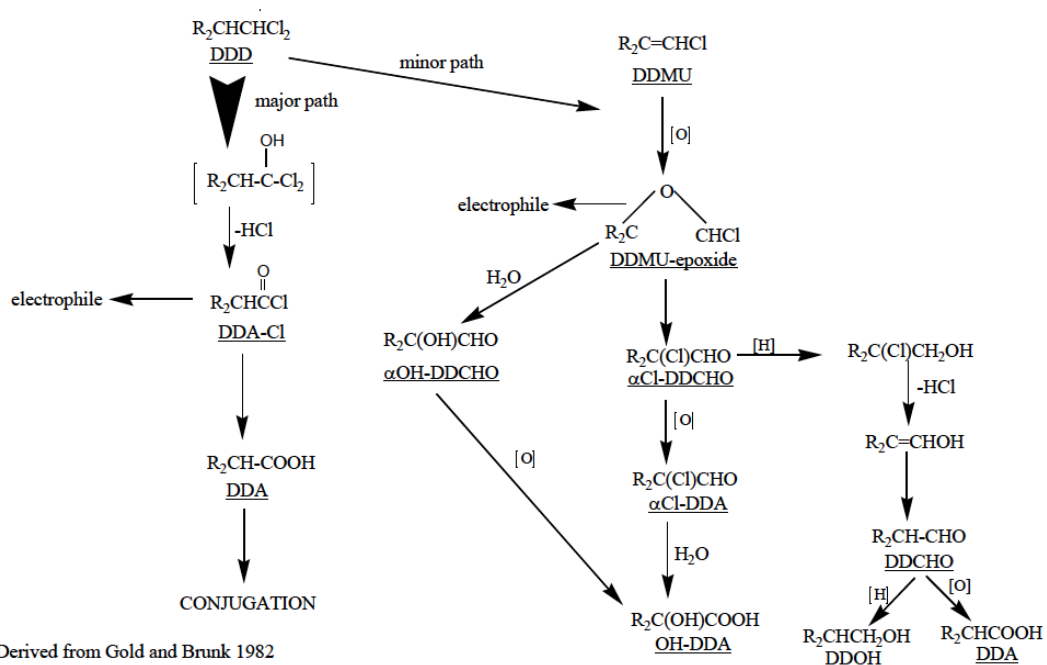 R₂CHCHCl₂
DDD
minor path
R₂C=CHCl
DDMU
major path
[O]
OH
[ R₂CH-C-Cl₂ ]
-HCl
electrophile
O
R₂C
CHCl
DDMU-epoxide
H₂O
O
electrophile
R₂CHCCl
DDA-Cl
R₂C(OH)CHO
αOH-DDCHO
R₂C(Cl)CHO
αCl-DDCHO
[H]
R₂C(Cl)CH₂OH
-HCl
[O]
R₂C=CHOH
R₂CH-COOH
DDA
[O]
R₂C(Cl)CHO
αCl-DDA
H₂O
R₂CH-CHO
DDCHO
[H]
[O]
CONJUGATION
R₂C(OH)COOH
OH-DDA
R₂CHCH₂OH
DDOH
R₂CHCOOH
DDA
Derived from Gold and Brunk 1982